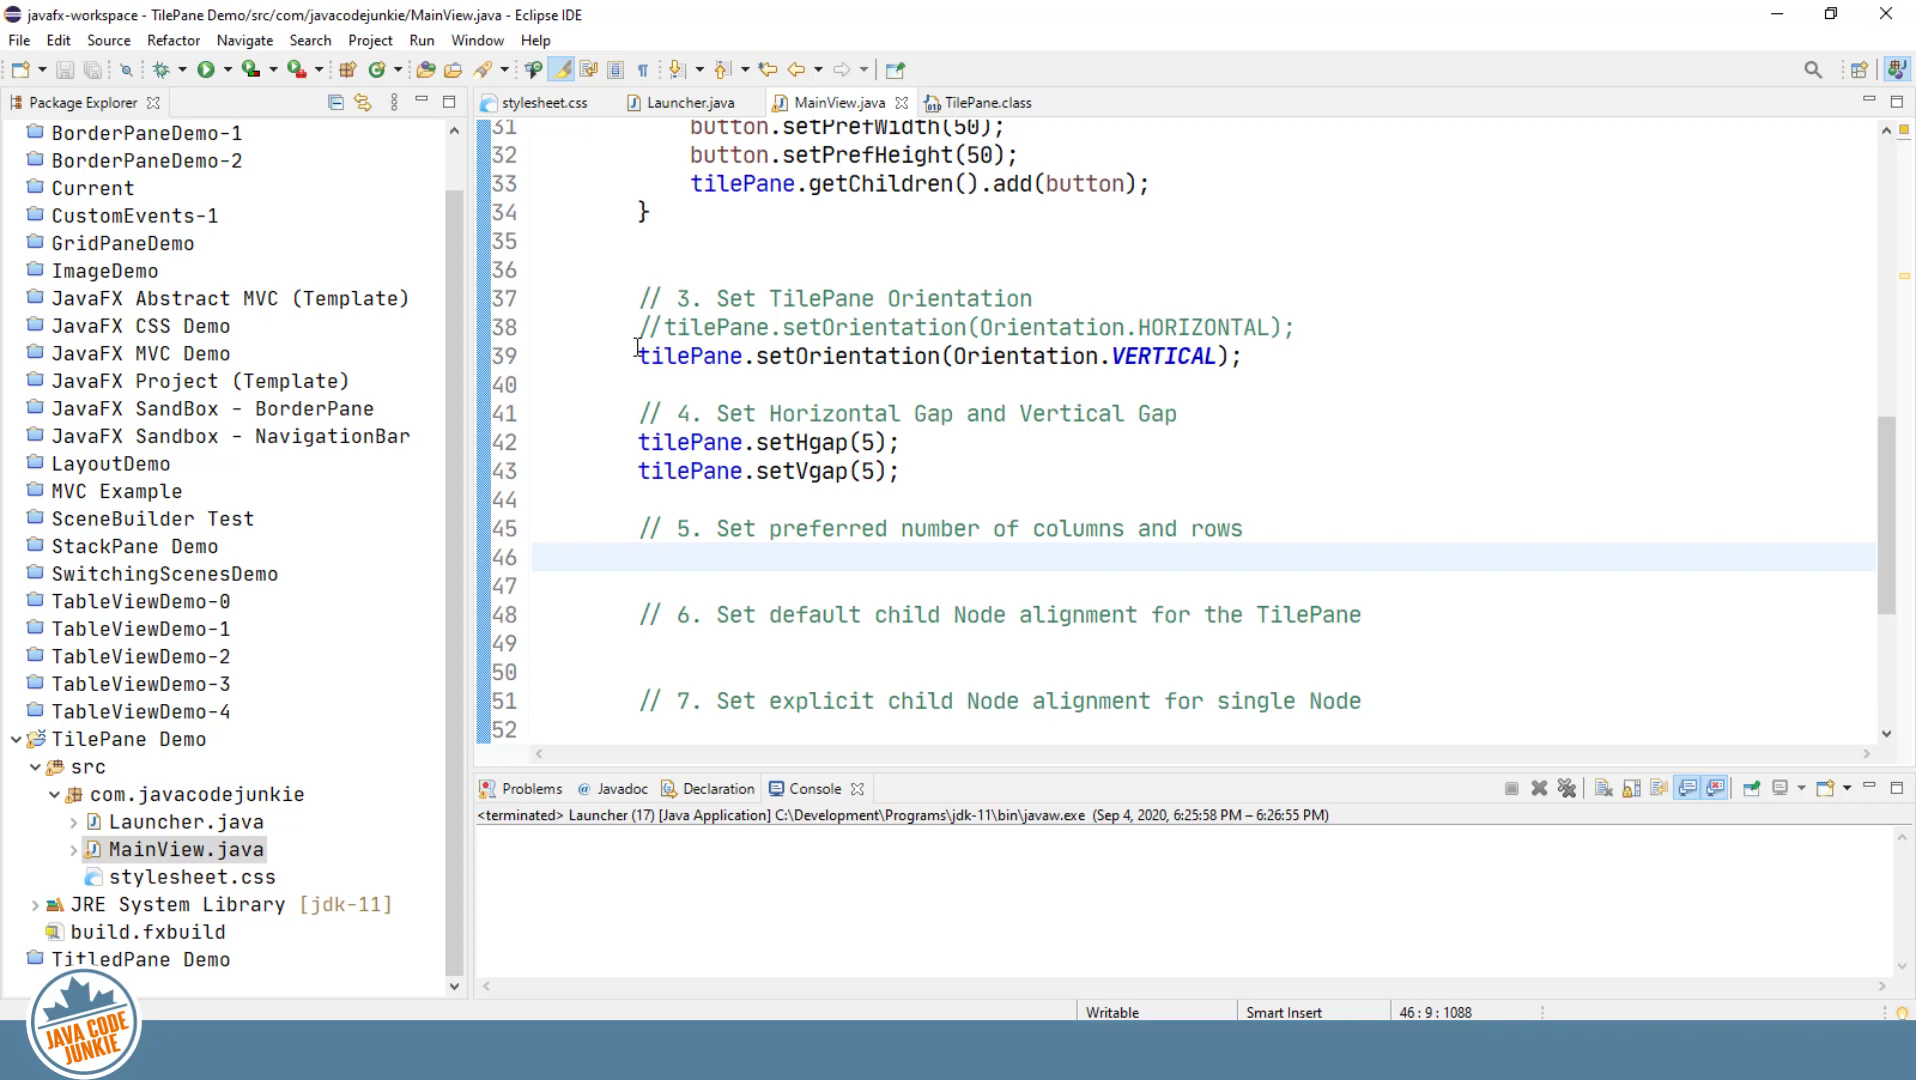 javafx-workspace - TilePane Demo/src/com/javacodejunkie/MainView.java - Eclipse IDE
File Edit Source Refactor Navigate Search Project Run Window Help
Package Explorer
stylesheet.css Launcher.java MainView.java TilePane.class
BorderPaneDemo-1
BorderPaneDemo-2
Current
CustomEvents-1
GridPaneDemo
ImageDemo
JavaFX Abstract MVC (Template)
JavaFX CSS Demo
JavaFX MVC Demo
JavaFX Project (Template)
JavaFX SandBox - BorderPane
JavaFX Sandbox - NavigationBar
LayoutDemo
MVC Example
SceneBuilder Test
StackPane Demo
SwitchingScenesDemo
TableViewDemo-0
TableViewDemo-1
TableViewDemo-2
TableViewDemo-3
TableViewDemo-4
TilePane Demo
src
com.javacodejunkie
Launcher.java
MainView.java
stylesheet.css
JRE System Library [jdk-11]
build.fxbuild
TitledPane Demo
31 button.setPrefWidth(50);
32 button.setPrefHeight(50);
33 tilePane.getChildren().add(button);
34 }
35
36
37 // 3. Set TilePane Orientation
38 //tilePane.setOrientation(Orientation.HORIZONTAL);
39 tilePane.setOrientation(Orientation.VERTICAL);
40
41 // 4. Set Horizontal Gap and Vertical Gap
42 tilePane.setHgap(5);
43 tilePane.setVgap(5);
44
45 // 5. Set preferred number of columns and rows
46
47
48 // 6. Set default child Node alignment for the TilePane
49
50
51 // 7. Set explicit child Node alignment for single Node
52
Problems @ Javadoc Declaration Console
<terminated> Launcher (17) [Java Application] C:\Development\Programs\jdk-11\bin\javaw.exe (Sep 4, 2020, 6:25:58 PM – 6:26:55 PM)
Writable Smart Insert 46 : 9 : 1088
JAVA CODE
JUNKIE